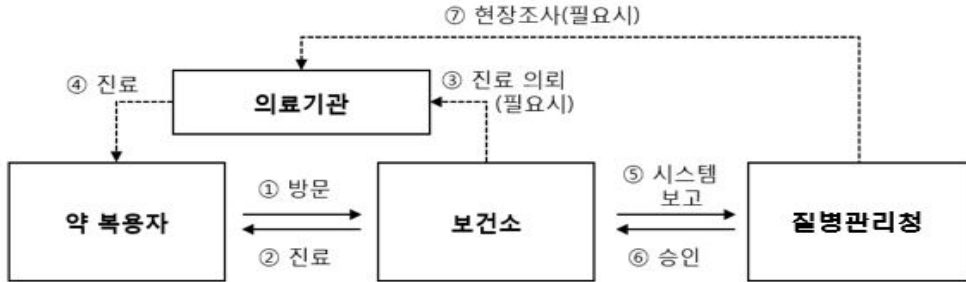 ⑦ 현장조사(필요시)
④ 진료
의료기관
③ 진료 의뢰
(필요시)
약 복용자
① 방문
② 진료
보건소
⑤ 시스템
보고
⑥ 승인
질병관리청